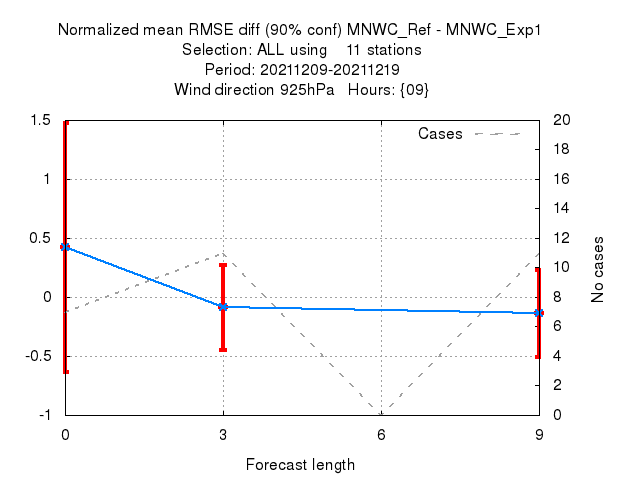 Normalized mean RMSE diff (90% conf) MNWC_Ref - MNWC_Exp1
Selection: ALL using 11 stations
Period: 20211209-20211219
Wind direction 925hPa Hours: {09}
Cases
1.5
1
0.5
0
-0.5
-1
20
18
16
14
12
10
8
6
4
2
0
No cases
0 3 6 9
Forecast length